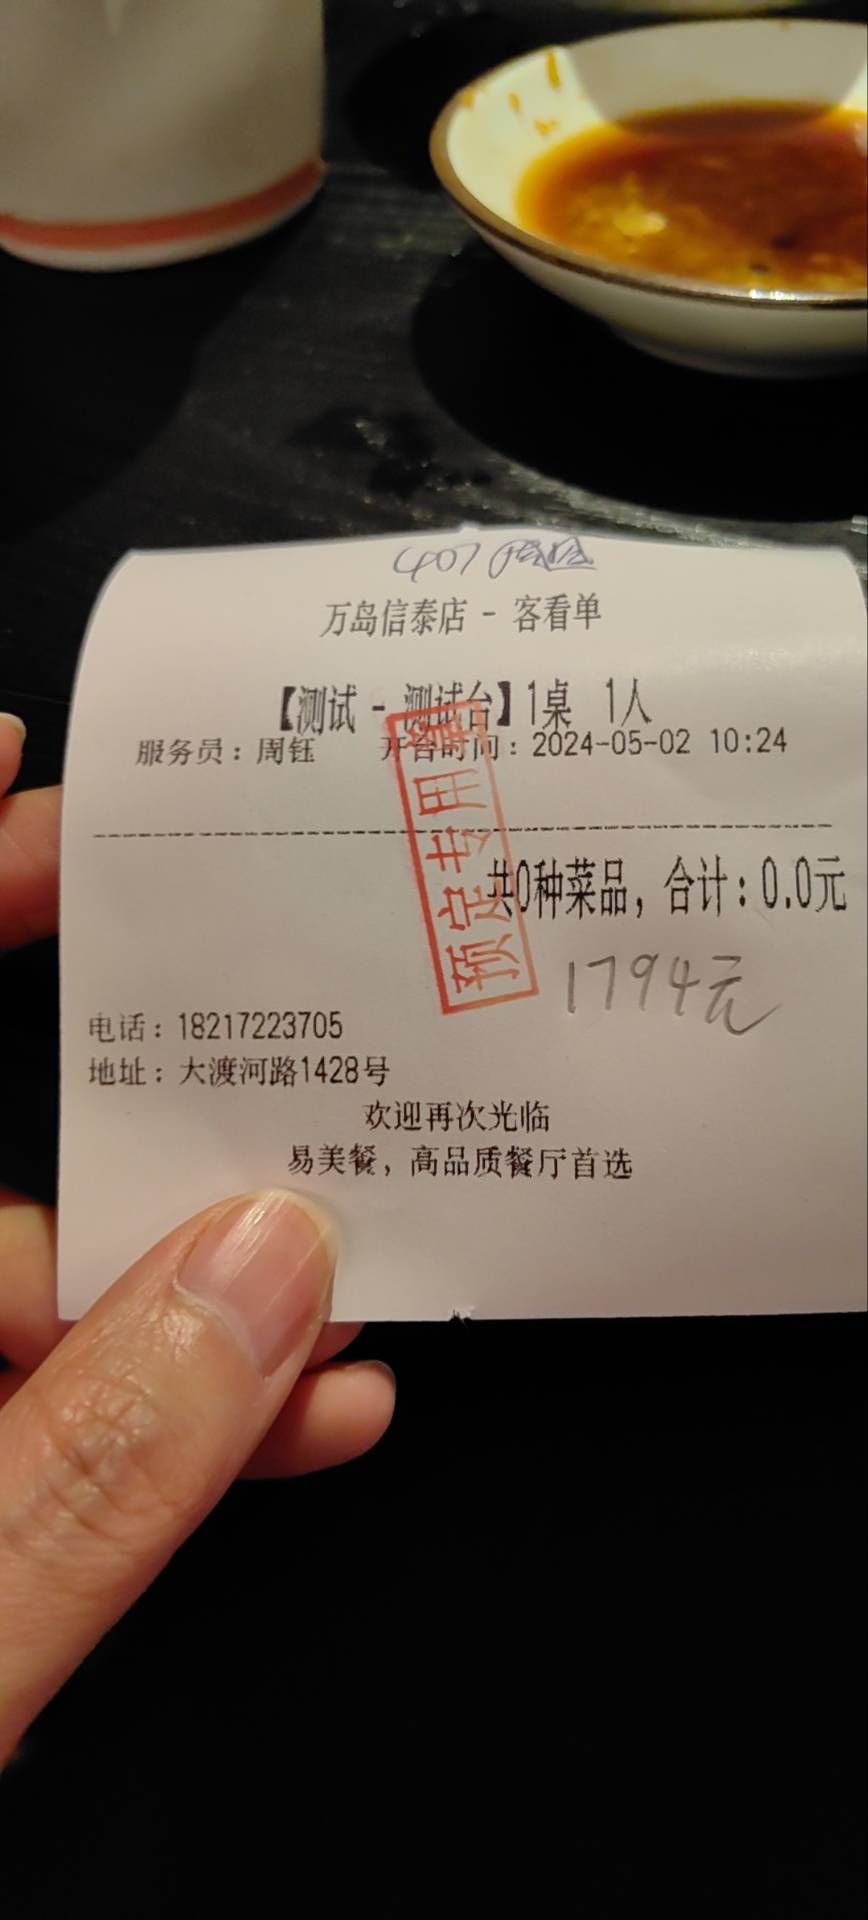 407
万岛信泰店 - 客看单
【测试 - 测试台】1桌 1人
服务员：周钰 开台时间：2024-05-02 10:24
预定专用章
共0种菜品，合计：0.0元
1794元
电话：18217223705
地址：大渡河路1428号
欢迎再次光临
易美餐，高品质餐厅首选